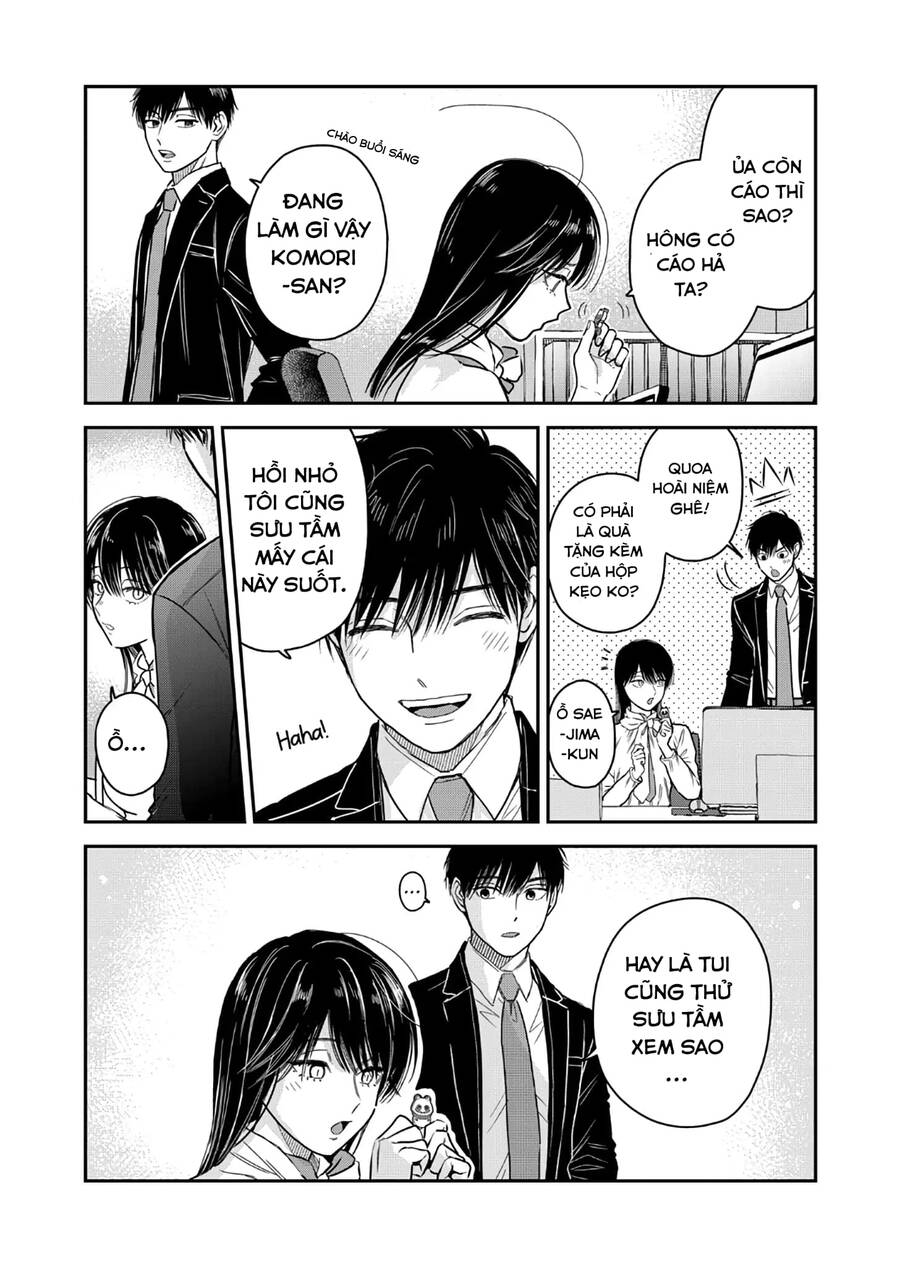 ỦA CÒN
CÁO THÌ
SAO?
HÔNG CÓ
CÁO HẢ
TA?
CHÀO BUỔI SÁNG
ĐANG
LÀM GÌ VẬY
KOMORI
-SAN?
QUOA
HOÀI NIỆM
GHÊ!
CÓ PHẢI
LÀ QUÀ
TẶNG KÈM
CỦA HỘP
KẸO KO?
Ồ SAE
-JIMA
-KUN
HỒI NHỎ
TÔI CŨNG
SƯU TẦM
MẤY CÁI
NÀY SUỐT.
Haha!
Ồ...
...
HAY LÀ TUI
CŨNG THỬ
SƯU TẦM
XEM SAO
...